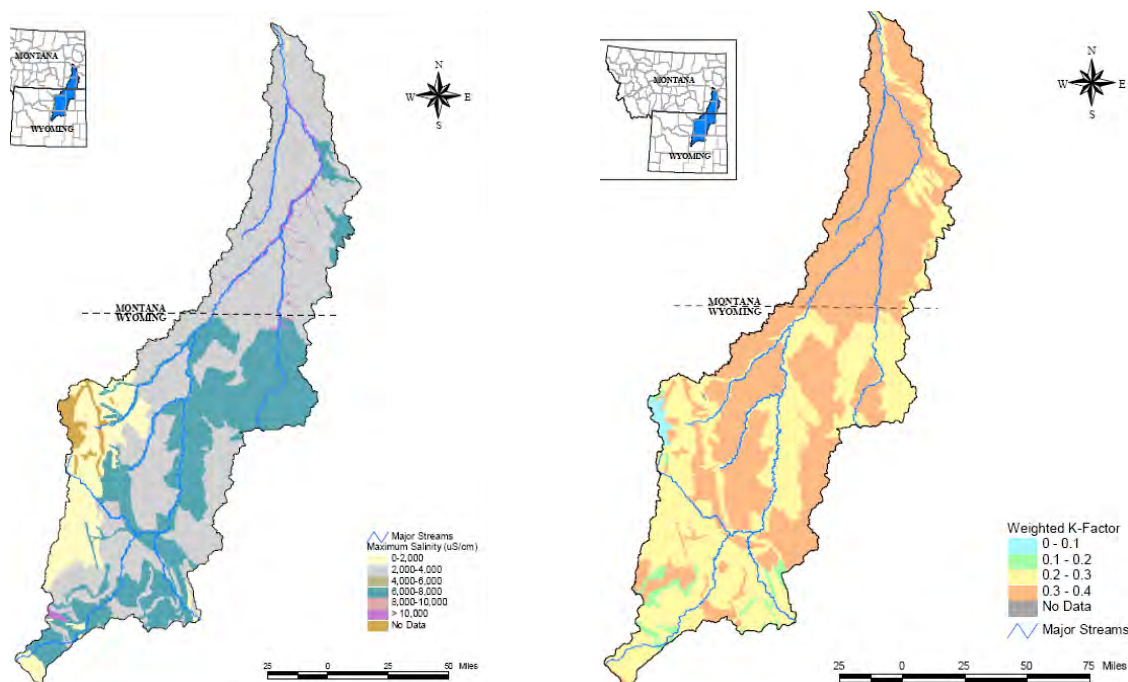 MONTANA
WYOMING
N
W E
S
MONTANA
WYOMING
Major Streams
Maximum Salinity (uS/cm)
0-2,000
2,000-4,000
4,000-6,000
6,000-8,000
8,000-10,000
> 10,000
No Data
25 0 25 50 Miles
MONTANA
WYOMING
N
W E
S
MONTANA
WYOMING
Weighted K-Factor
0 - 0.1
0.1 - 0.2
0.2 - 0.3
0.3 - 0.4
No Data
Major Streams
25 0 25 50 75 Miles